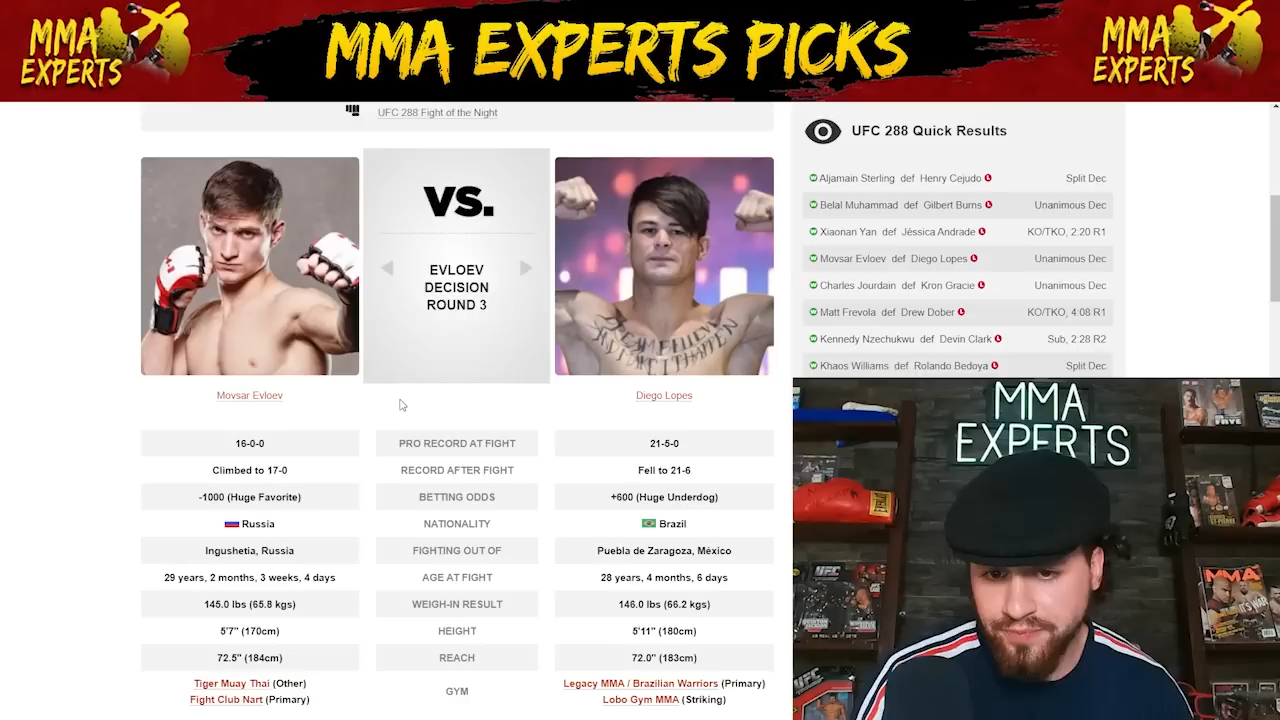 MMA EXPERTS
MMA EXPERTS PICKS
MMA EXPERTS
UFC 288 Fight of the Night
VS.
EVLOEV
DECISION
ROUND 3
Movsar Evloev
Diego Lopes
16-0-0 PRO RECORD AT FIGHT 21-5-0
Climbed to 17-0 RECORD AFTER FIGHT Fell to 21-6
-1000 (Huge Favorite) BETTING ODDS +600 (Huge Underdog)
Russia NATIONALITY Brazil
Ingushetia, Russia FIGHTING OUT OF Puebla de Zaragoza, México
29 years, 2 months, 3 weeks, 4 days AGE AT FIGHT 28 years, 4 months, 6 days
145.0 lbs (65.8 kgs) WEIGH-IN RESULT 146.0 lbs (66.2 kgs)
5'7" (170cm) HEIGHT 5'11" (180cm)
72.5" (184cm) REACH 72.0" (183cm)
Tiger Muay Thai (Other)
Fight Club Nart (Primary)
GYM
Legacy MMA / Brazilian Warriors (Primary)
Lobo Gym MMA (Striking)
UFC 288 Quick Results
W Aljamain Sterling def Henry Cejudo L Split Dec
W Belal Muhammad def Gilbert Burns L Unanimous Dec
W Xiaonan Yan def Jéssica Andrade L KO/TKO, 2:20 R1
W Movsar Evloev def Diego Lopes L Unanimous Dec
W Charles Jourdain def Kron Gracie L Unanimous Dec
W Matt Frevola def Drew Dober L KO/TKO, 4:08 R1
W Kennedy Nzechukwu def Devin Clark L Sub, 2:28 R2
W Khaos Williams def Rolando Bedoya L Split Dec
MMA
EXPERTS
EVERLAST
UFC
MMA
UFC